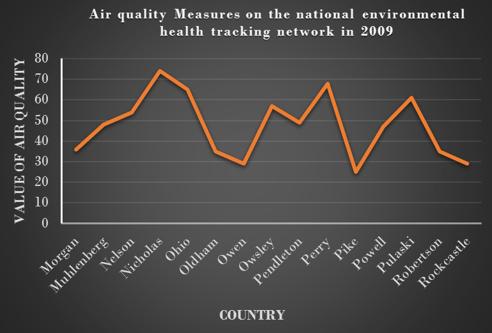 Air quality Measures on the national environmental
health tracking network in 2009
VALUE OF AIR QUALITY
80
70
60
50
40
30
20
10
0
Morgan
Muhlenberg
Nelson
Nicholas
Ohio
Oldham
Owen
Owsley
Pendleton
Perry
Pike
Powell
Pulaski
Robertson
Rockcastle
COUNTRY